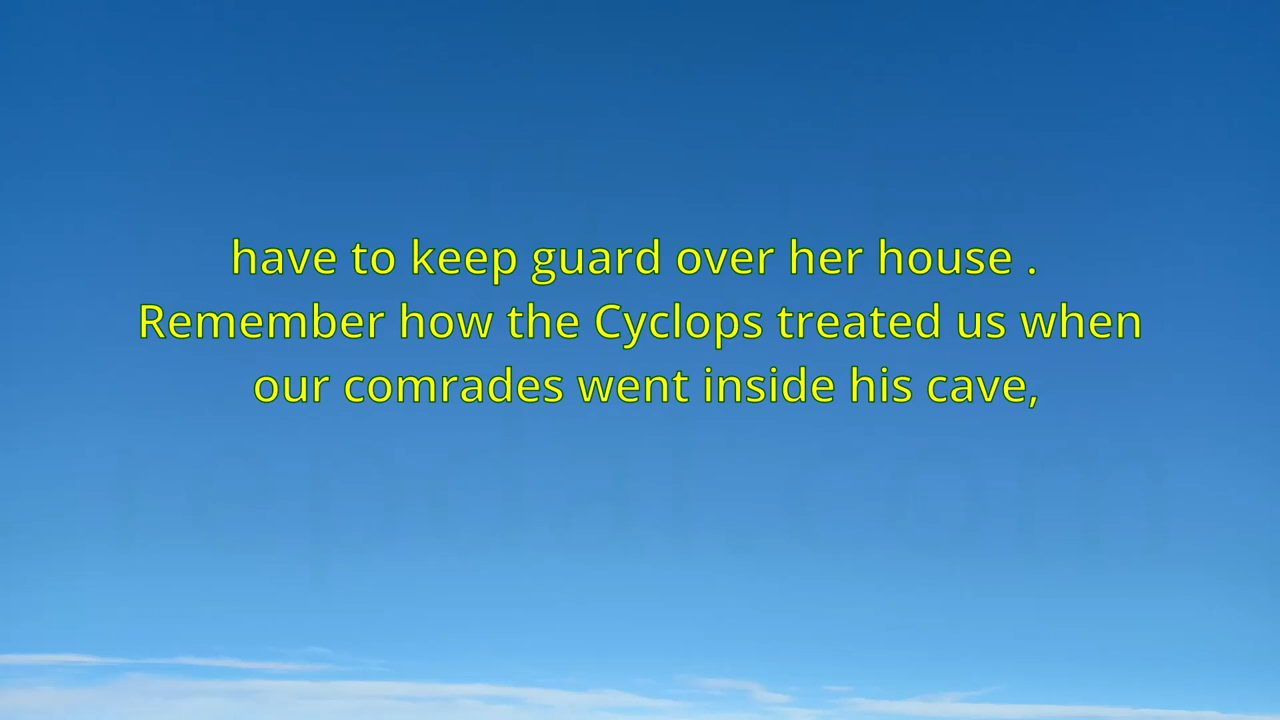 have to keep guard over her house .
Remember how the Cyclops treated us when
our comrades went inside his cave,